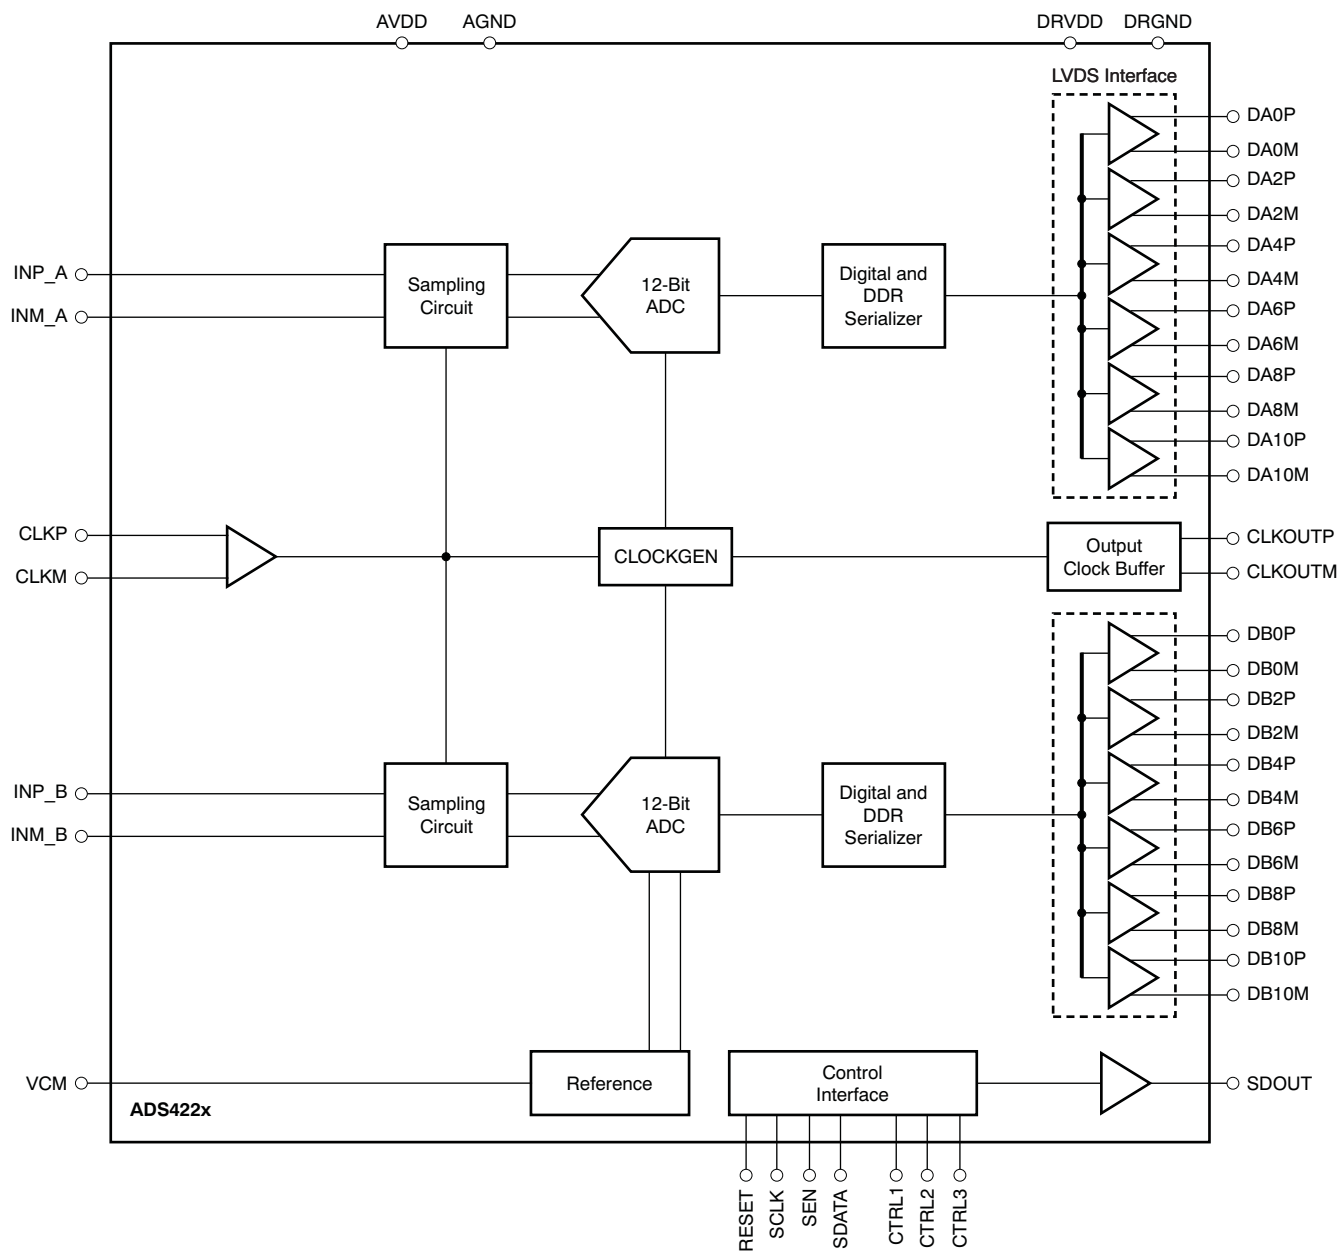 AVDD
AGND
DRVDD
DRGND
LVDS Interface
DA0P
DA0M
DA2P
DA2M
DA4P
DA4M
DA6P
DA6M
DA8P
DA8M
DA10P
DA10M
INP_A
INM_A
Sampling
Circuit
12-Bit
ADC
Digital and
DDR
Serializer
CLKP
CLKM
CLOCKGEN
Output
Clock Buffer
CLKOUTP
CLKOUTM
DB0P
DB0M
DB2P
DB2M
DB4P
DB4M
DB6P
DB6M
DB8P
DB8M
DB10P
DB10M
INP_B
INM_B
Sampling
Circuit
12-Bit
ADC
Digital and
DDR
Serializer
VCM
Reference
Control
Interface
SDOUT
ADS422x
RESET
SCLK
SEN
SDATA
CTRL1
CTRL2
CTRL3